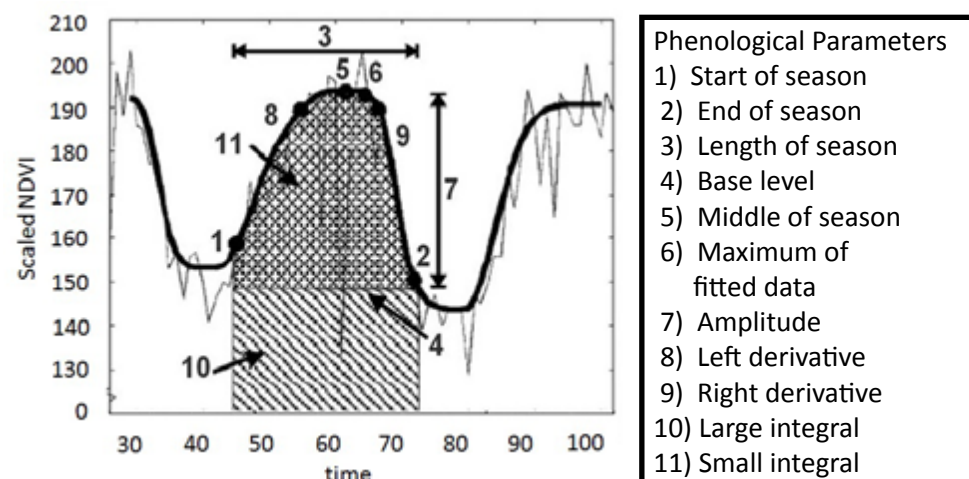 210
200
190
180
170
160
150
140
130
0
Scaled NDVI
30 40 50 60 70 80 90 100
time
3
5 6
8
9
11
7
1
2
4
10
Phenological Parameters
1) Start of season
2) End of season
3) Length of season
4) Base level
5) Middle of season
6) Maximum of
fitted data
7) Amplitude
8) Left derivative
9) Right derivative
10) Large integral
11) Small integral